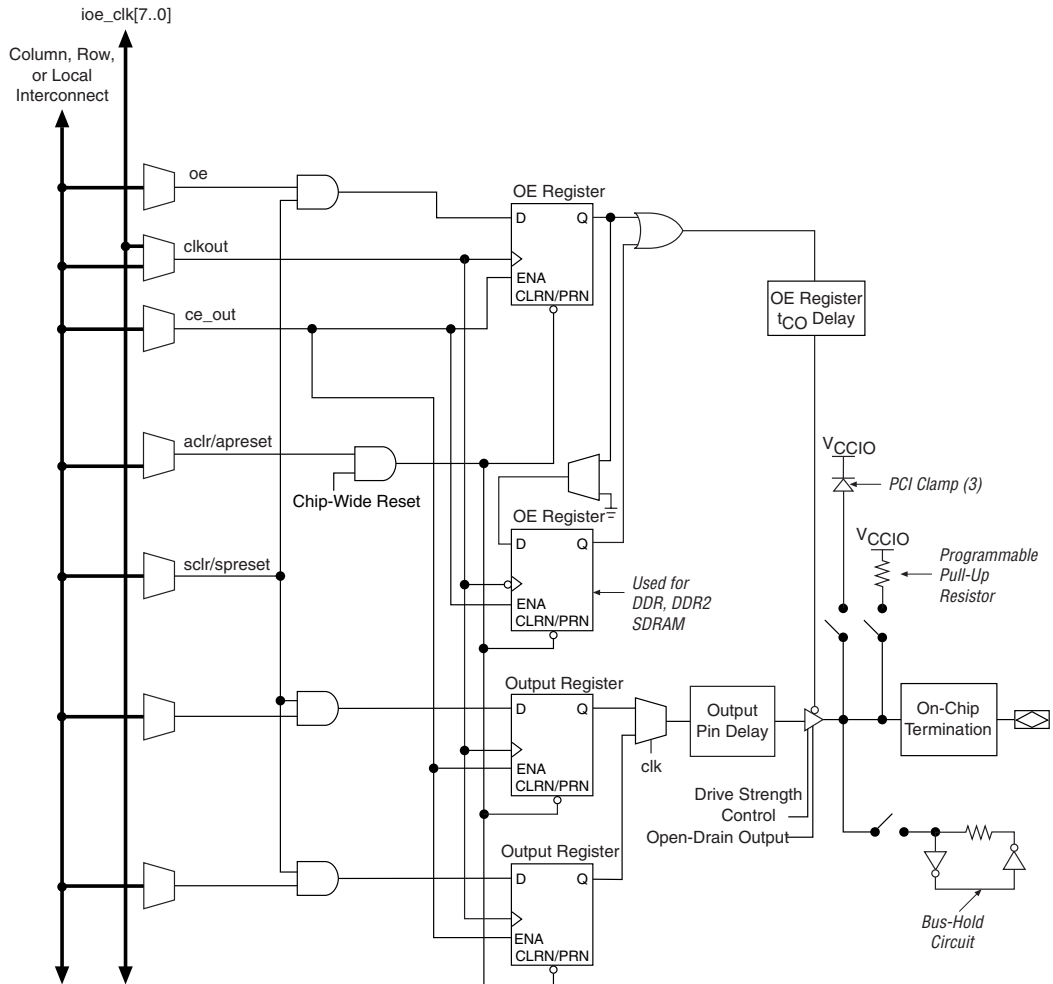 ioe_clk[7..0]
Column, Row,
or Local
Interconnect
oe
OE Register
D Q
clkout
ENA
CLRN/PRN
OE Register
tCO Delay
ce_out
aclr/apreset
Chip-Wide Reset
VCCIO
PCI Clamp (3)
OE Register
D Q
ENA
CLRN/PRN
Used for
DDR, DDR2
SDRAM
VCCIO
Programmable
Pull-Up
Resistor
sclr/spreset
Output Register
D Q
ENA
CLRN/PRN
clk
Output
Pin Delay
On-Chip
Termination
Drive Strength
Control
Open-Drain Output
Output Register
D Q
ENA
CLRN/PRN
Bus-Hold
Circuit